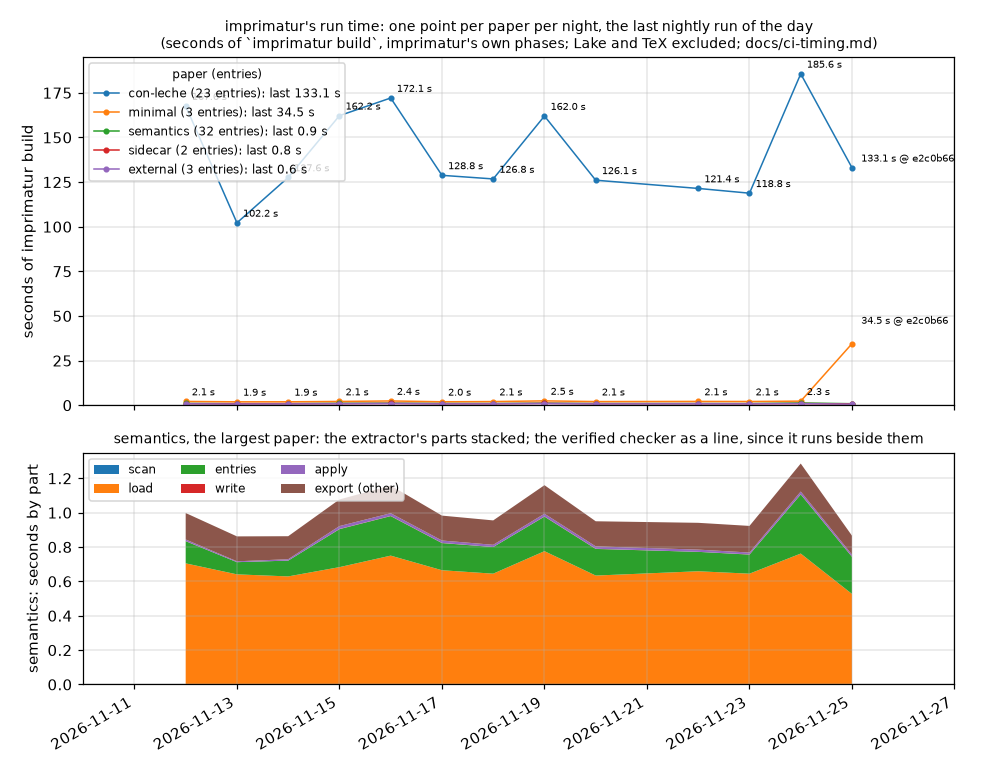 imprimatur's run time: one point per paper per night, the last nightly run of the day
(seconds of `imprimatur build`, imprimatur's own phases; Lake and TeX excluded; docs/ci-timing.md)
seconds of imprimatur build
175
150
125
100
75
50
25
0
paper (entries)
con-leche (23 entries): last 133.1 s
minimal (3 entries): last 34.5 s
semantics (32 entries): last 0.9 s
sidecar (2 entries): last 0.8 s
external (3 entries): last 0.6 s
102.2 s
162.2 s
172.1 s
128.8 s
126.8 s
162.0 s
126.1 s
121.4 s
118.8 s
185.6 s
133.1 s @ e2c0b66
34.5 s @ e2c0b66
2.1 s
1.9 s
1.9 s
2.1 s
2.4 s
2.0 s
2.1 s
2.5 s
2.1 s
2.1 s
2.1 s
2.3 s
semantics, the largest paper: the extractor's parts stacked; the verified checker as a line, since it runs beside them
semantics: seconds by part
1.2
1.0
0.8
0.6
0.4
0.2
0.0
scan
load
entries
write
apply
export (other)
2026-11-11
2026-11-13
2026-11-15
2026-11-17
2026-11-19
2026-11-21
2026-11-23
2026-11-25
2026-11-27